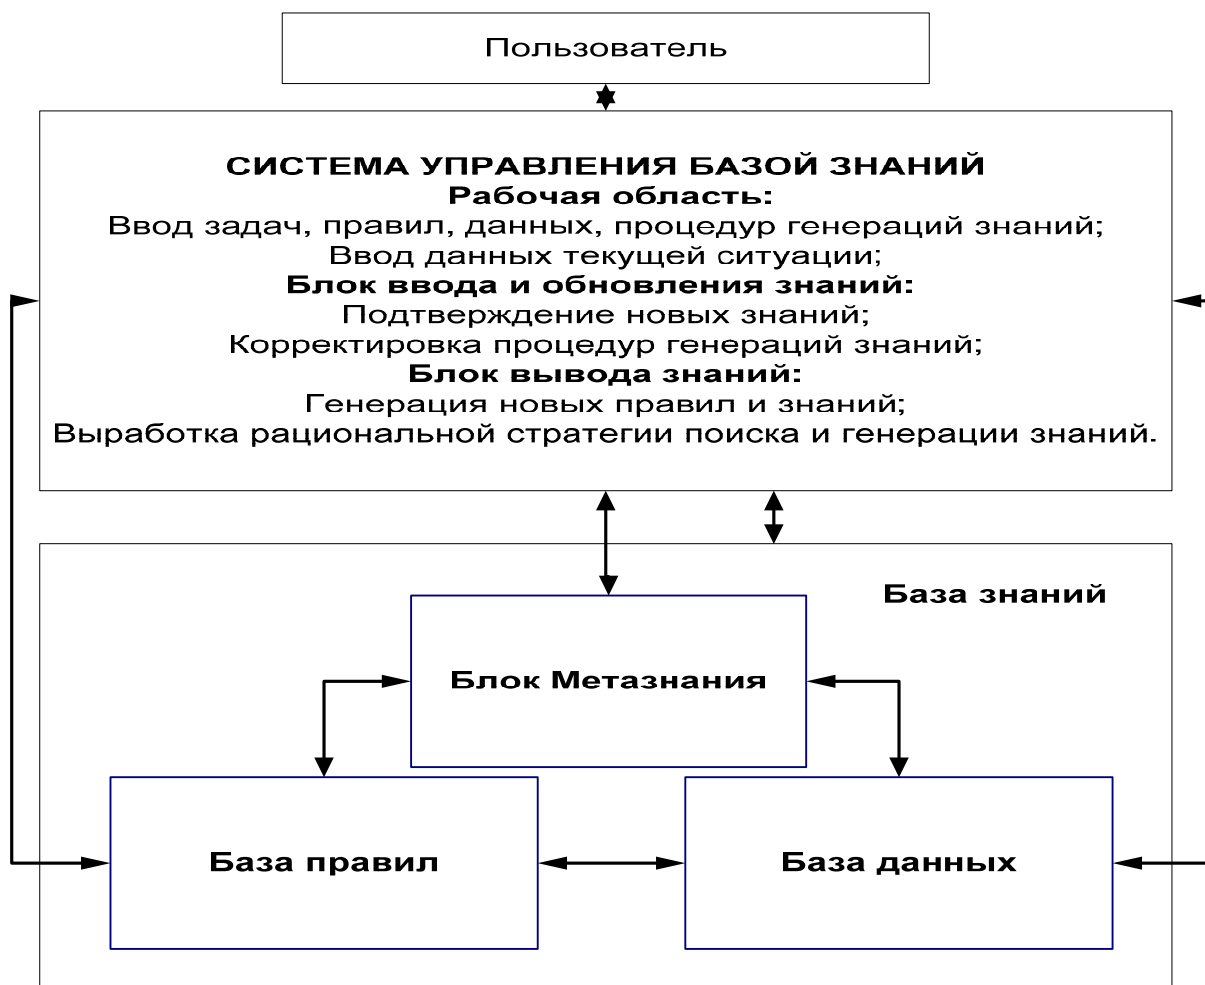 Пользователь
СИСТЕМА УПРАВЛЕНИЯ БАЗОЙ ЗНАНИЙ
Рабочая область:
Ввод задач, правил, данных, процедур генераций знаний;
Ввод данных текущей ситуации;
Блок ввода и обновления знаний:
Подтверждение новых знаний;
Корректировка процедур генераций знаний;
Блок вывода знаний:
Генерация новых правил и знаний;
Выработка рациональной стратегии поиска и генерации знаний.
База знаний
Блок Метазнания
База правил
База данных